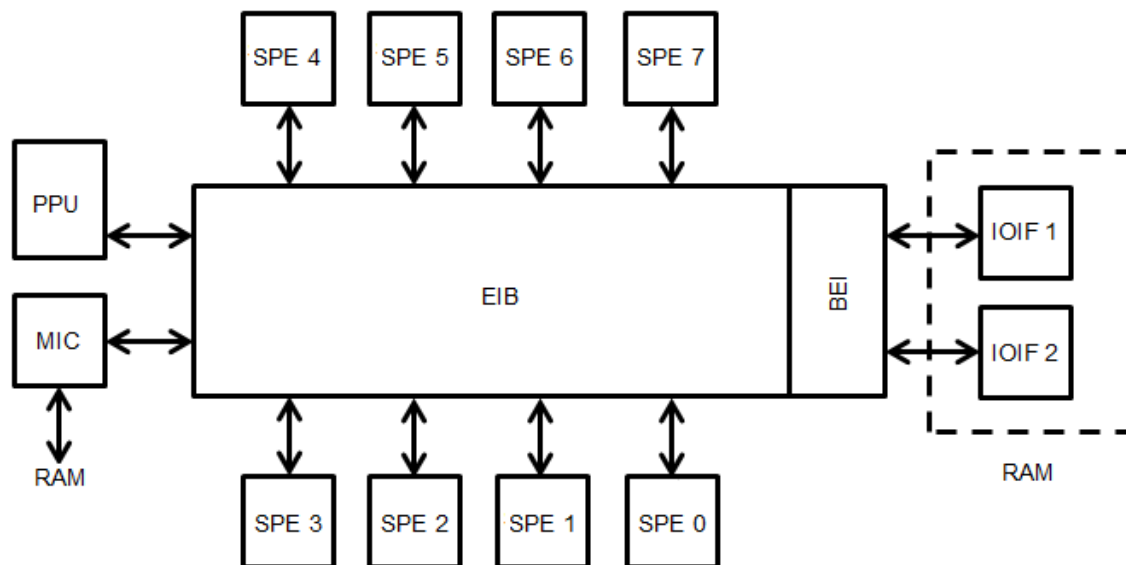 SPE 4 SPE 5 SPE 6 SPE 7
PPU
IOIF 1
EIB
BEI
MIC
IOIF 2
RAM
RAM
SPE 3 SPE 2 SPE 1 SPE 0